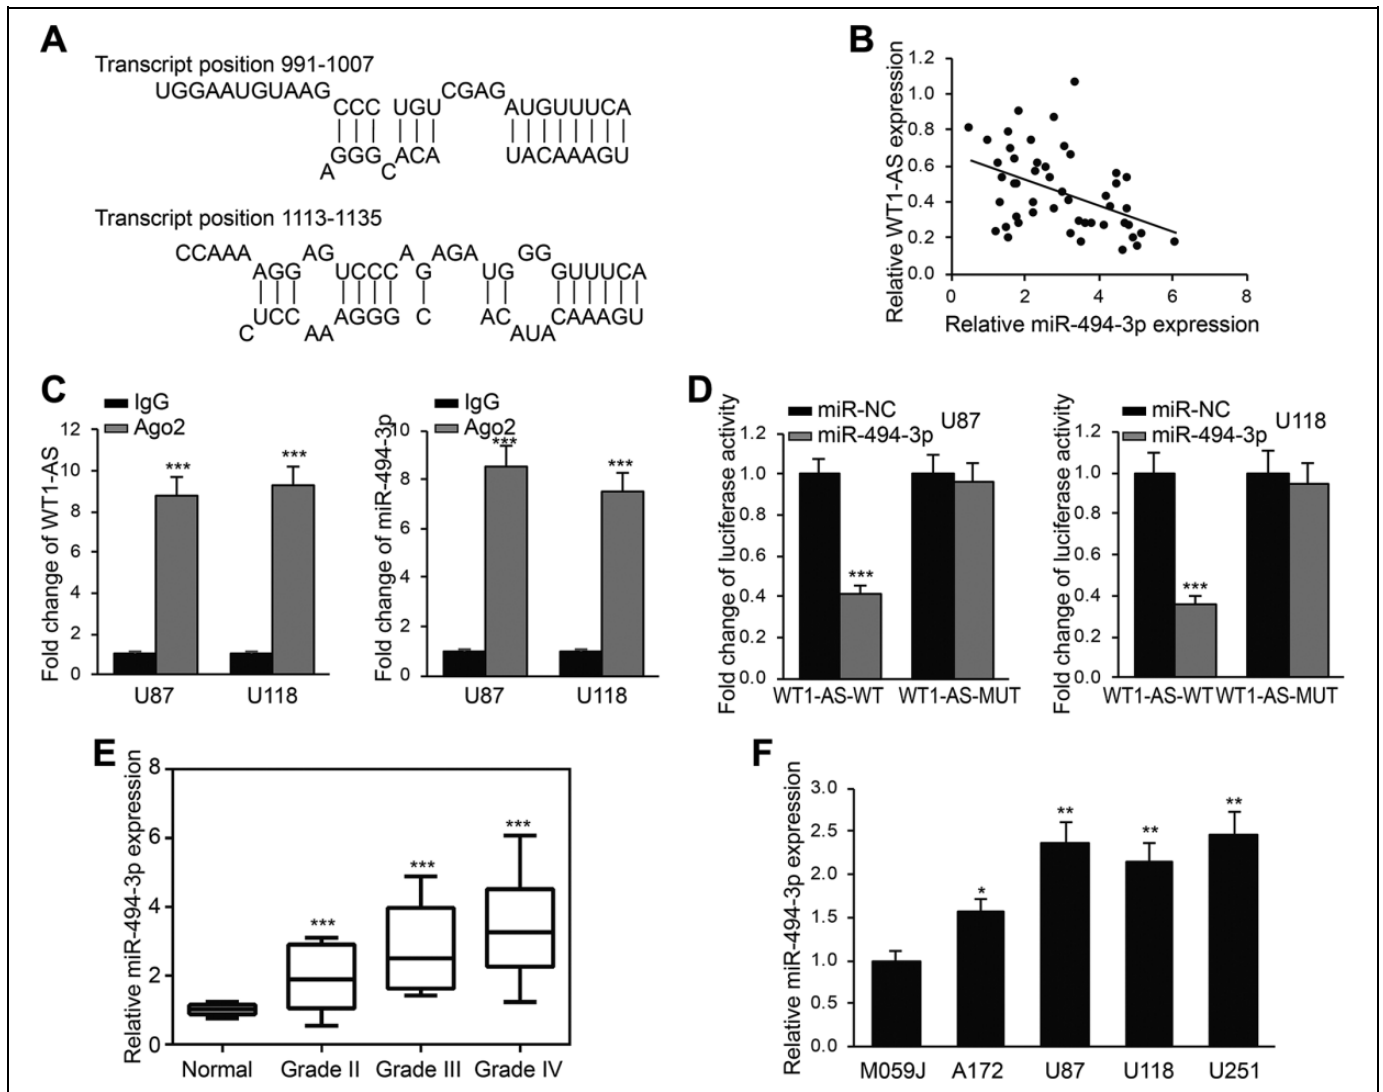 A
Transcript position 991-1007
UGGAAUGUAAG CCC UGU CGAG AUGUUUCA
A GGG C ACA UACAAAGU
Transcript position 1113-1135
CCAAA AGG AG UCCC A G AGA UG GG GUUUCA
C UCC AA AGGG C AC AUA CAAAGU
B
Relative WT1-AS expression
1.2
1.0
0.8
0.6
0.4
0.2
0.0
0 2 4 6 8
Relative miR-494-3p expression
C
IgG
Ago2
Fold change of WT1-AS
12
10
8
6
4
2
0
*** ***
U87 U118
IgG
Ago2
Fold change of miR-494-3p
10
8
6
4
2
0
*** ***
U87 U118
D
miR-NC
miR-494-3p
U87
Fold change of luciferase activity
1.2
1.0
0.8
0.6
0.4
0.2
0.0
***
WT1-AS-WT WT1-AS-MUT
miR-NC
miR-494-3p
U118
Fold change of luciferase activity
1.2
1.0
0.8
0.6
0.4
0.2
0.0
***
WT1-AS-WT WT1-AS-MUT
E
Relative miR-494-3p expression
8
6
4
2
0
*** *** ***
Normal Grade II Grade III Grade IV
F
Relative miR-494-3p expression
3.0
2.5
2.0
1.5
1.0
0.5
0.0
* ** ** **
M059J A172 U87 U118 U251